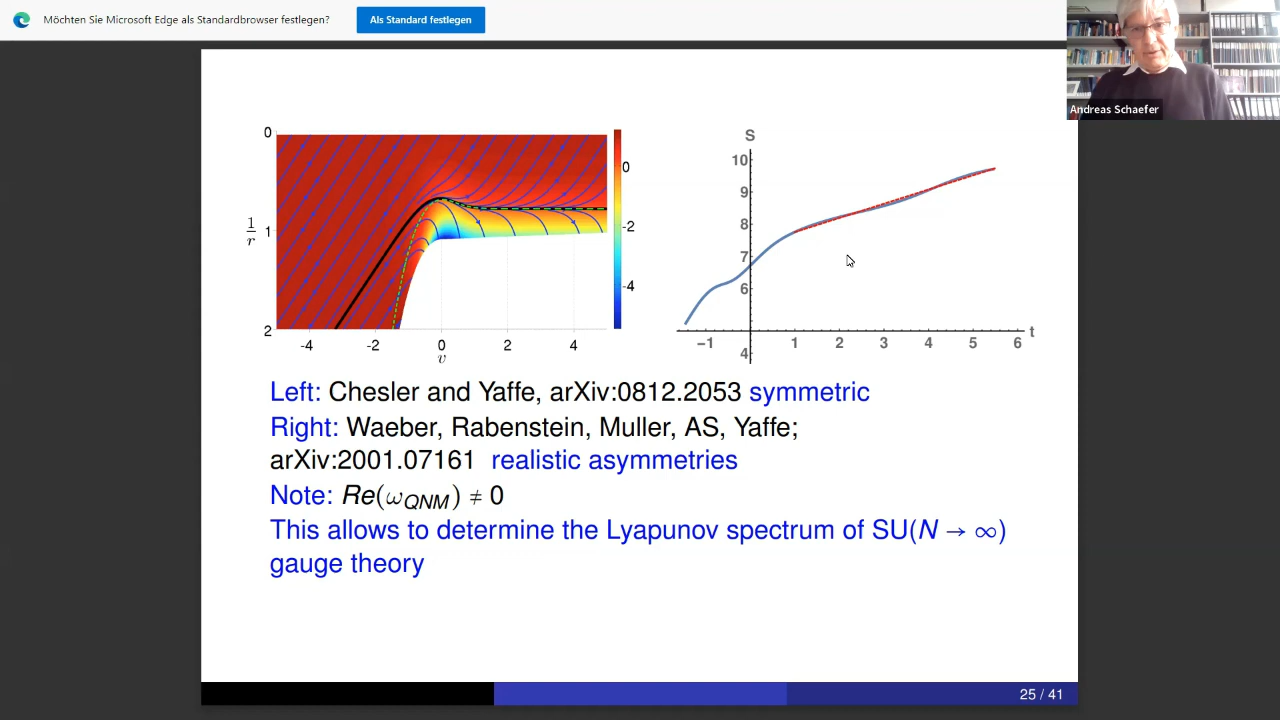 Möchten Sie Microsoft Edge als Standardbrowser festlegen?
Als Standard festlegen
Andreas Schaefer
0
1
2
1/r
-4
-2
0
2
4
v
0
-2
-4
S
10
9
8
7
6
4
−1
1
2
3
4
5
6
t
Left: Chesler and Yaffe, arXiv:0812.2053 symmetric
Right: Waeber, Rabenstein, Muller, AS, Yaffe;
arXiv:2001.07161 realistic asymmetries
Note: Re(ω_QNM) ≠ 0
This allows to determine the Lyapunov spectrum of SU(N → ∞)
gauge theory
25 / 41